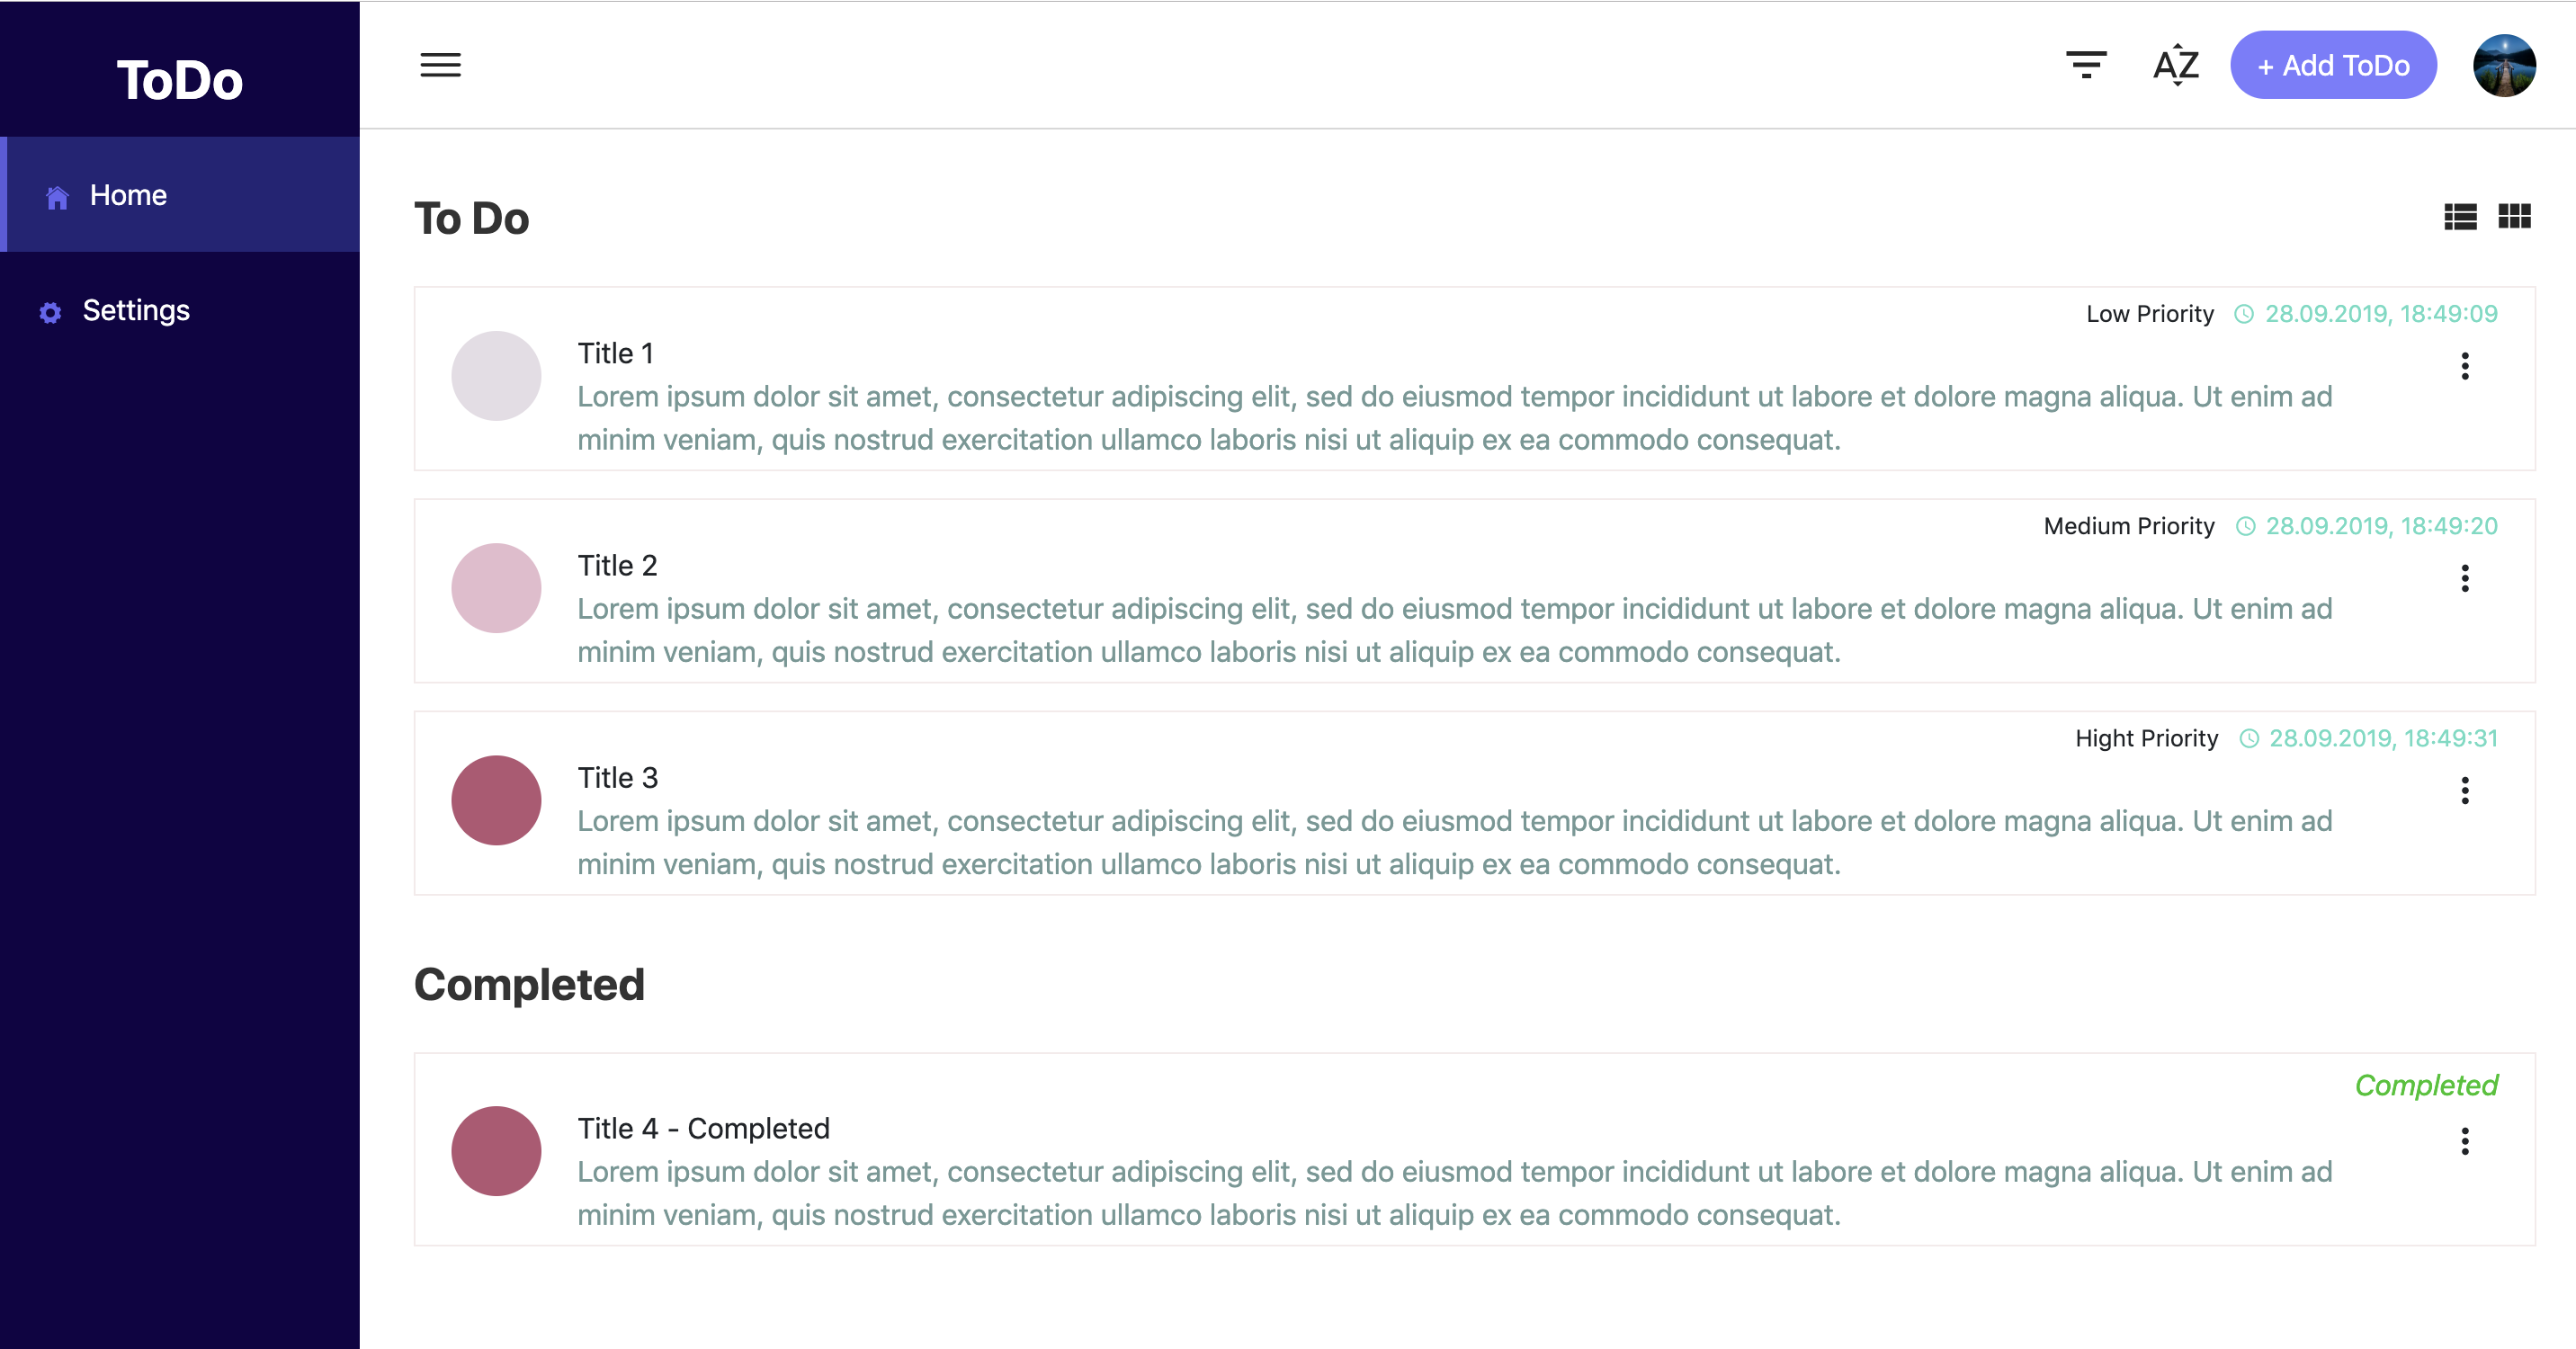 ToDo
Home
Settings
AZ
+ Add ToDo
To Do
Low Priority 28.09.2019, 18:49:09
Title 1
Lorem ipsum dolor sit amet, consectetur adipiscing elit, sed do eiusmod tempor incididunt ut labore et dolore magna aliqua. Ut enim ad
minim veniam, quis nostrud exercitation ullamco laboris nisi ut aliquip ex ea commodo consequat.
Medium Priority 28.09.2019, 18:49:20
Title 2
Lorem ipsum dolor sit amet, consectetur adipiscing elit, sed do eiusmod tempor incididunt ut labore et dolore magna aliqua. Ut enim ad
minim veniam, quis nostrud exercitation ullamco laboris nisi ut aliquip ex ea commodo consequat.
Hight Priority 28.09.2019, 18:49:31
Title 3
Lorem ipsum dolor sit amet, consectetur adipiscing elit, sed do eiusmod tempor incididunt ut labore et dolore magna aliqua. Ut enim ad
minim veniam, quis nostrud exercitation ullamco laboris nisi ut aliquip ex ea commodo consequat.
Completed
Completed
Title 4 - Completed
Lorem ipsum dolor sit amet, consectetur adipiscing elit, sed do eiusmod tempor incididunt ut labore et dolore magna aliqua. Ut enim ad
minim veniam, quis nostrud exercitation ullamco laboris nisi ut aliquip ex ea commodo consequat.